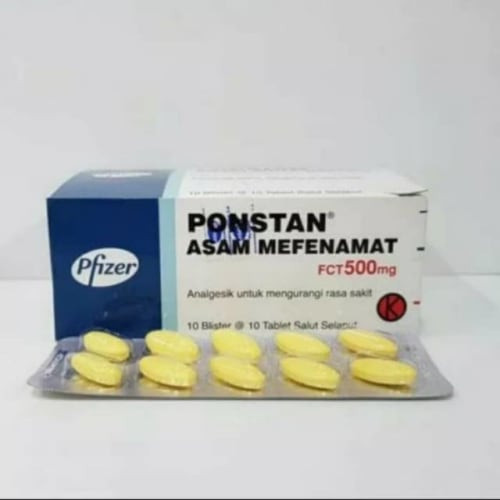 PONSTAN®
ASAM MEFENAMAT
FCT500mg
Pfizer
Analgesik untuk mengurangi rasa sakit
K
10 Blister @ 10 Tablet Salut Selaput